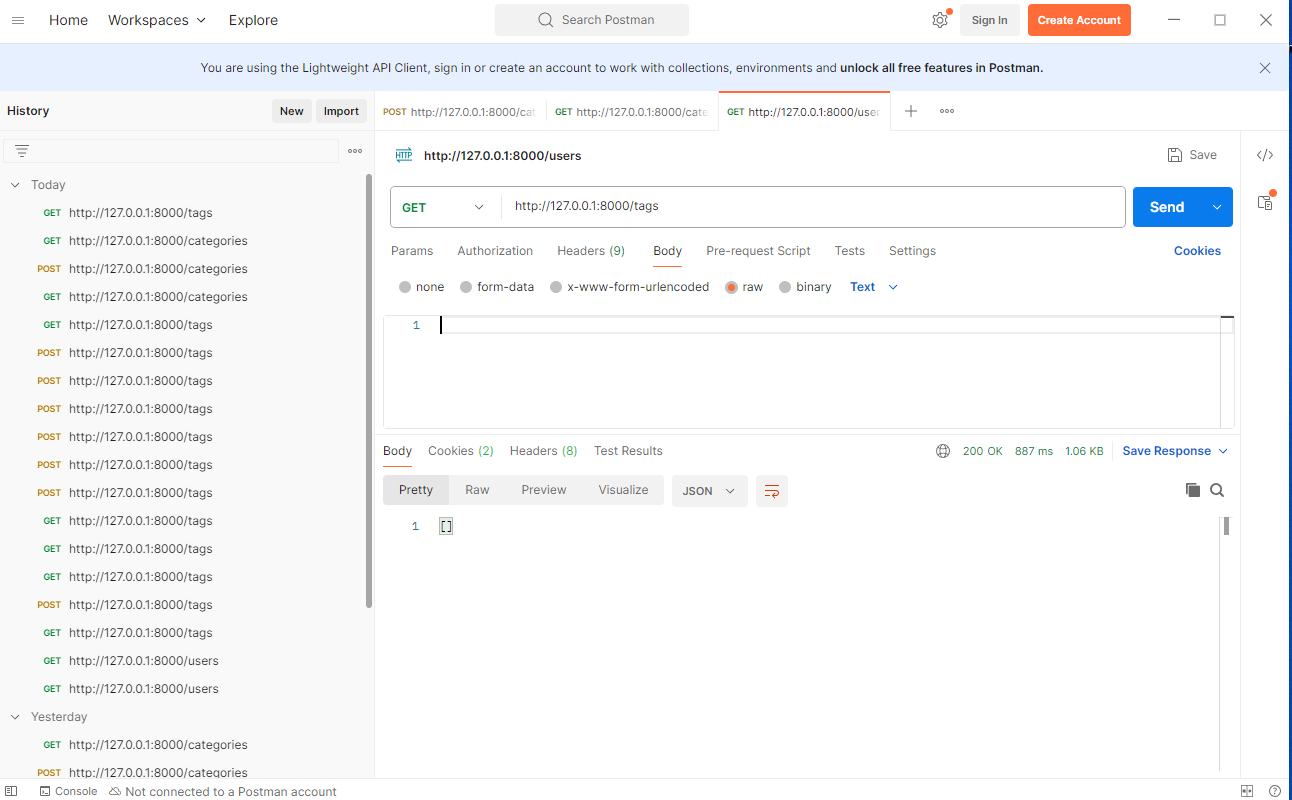 Home Workspaces Explore Search Postman Sign In Create Account
You are using the Lightweight API Client, sign in or create an account to work with collections, environments and unlock all free features in Postman.
History New Import
POST http://127.0.0.1:8000/cat GET http://127.0.0.1:8000/cate GET http://127.0.0.1:8000/user
HTTP http://127.0.0.1:8000/users Save </>
Today
GET http://127.0.0.1:8000/tags
GET http://127.0.0.1:8000/categories
POST http://127.0.0.1:8000/categories
GET http://127.0.0.1:8000/categories
GET http://127.0.0.1:8000/tags
POST http://127.0.0.1:8000/tags
POST http://127.0.0.1:8000/tags
POST http://127.0.0.1:8000/tags
POST http://127.0.0.1:8000/tags
POST http://127.0.0.1:8000/tags
POST http://127.0.0.1:8000/tags
GET http://127.0.0.1:8000/tags
GET http://127.0.0.1:8000/tags
GET http://127.0.0.1:8000/tags
POST http://127.0.0.1:8000/tags
GET http://127.0.0.1:8000/tags
GET http://127.0.0.1:8000/users
GET http://127.0.0.1:8000/users
Yesterday
GET http://127.0.0.1:8000/categories
POST http://127.0.0.1:8000/categories
GET http://127.0.0.1:8000/tags Send
Params Authorization Headers (9) Body Pre-request Script Tests Settings Cookies
none form-data x-www-form-urlencoded raw binary Text
1
Body Cookies (2) Headers (8) Test Results 200 OK 887 ms 1.06 KB Save Response
Pretty Raw Preview Visualize JSON
1 []
Console Not connected to a Postman account